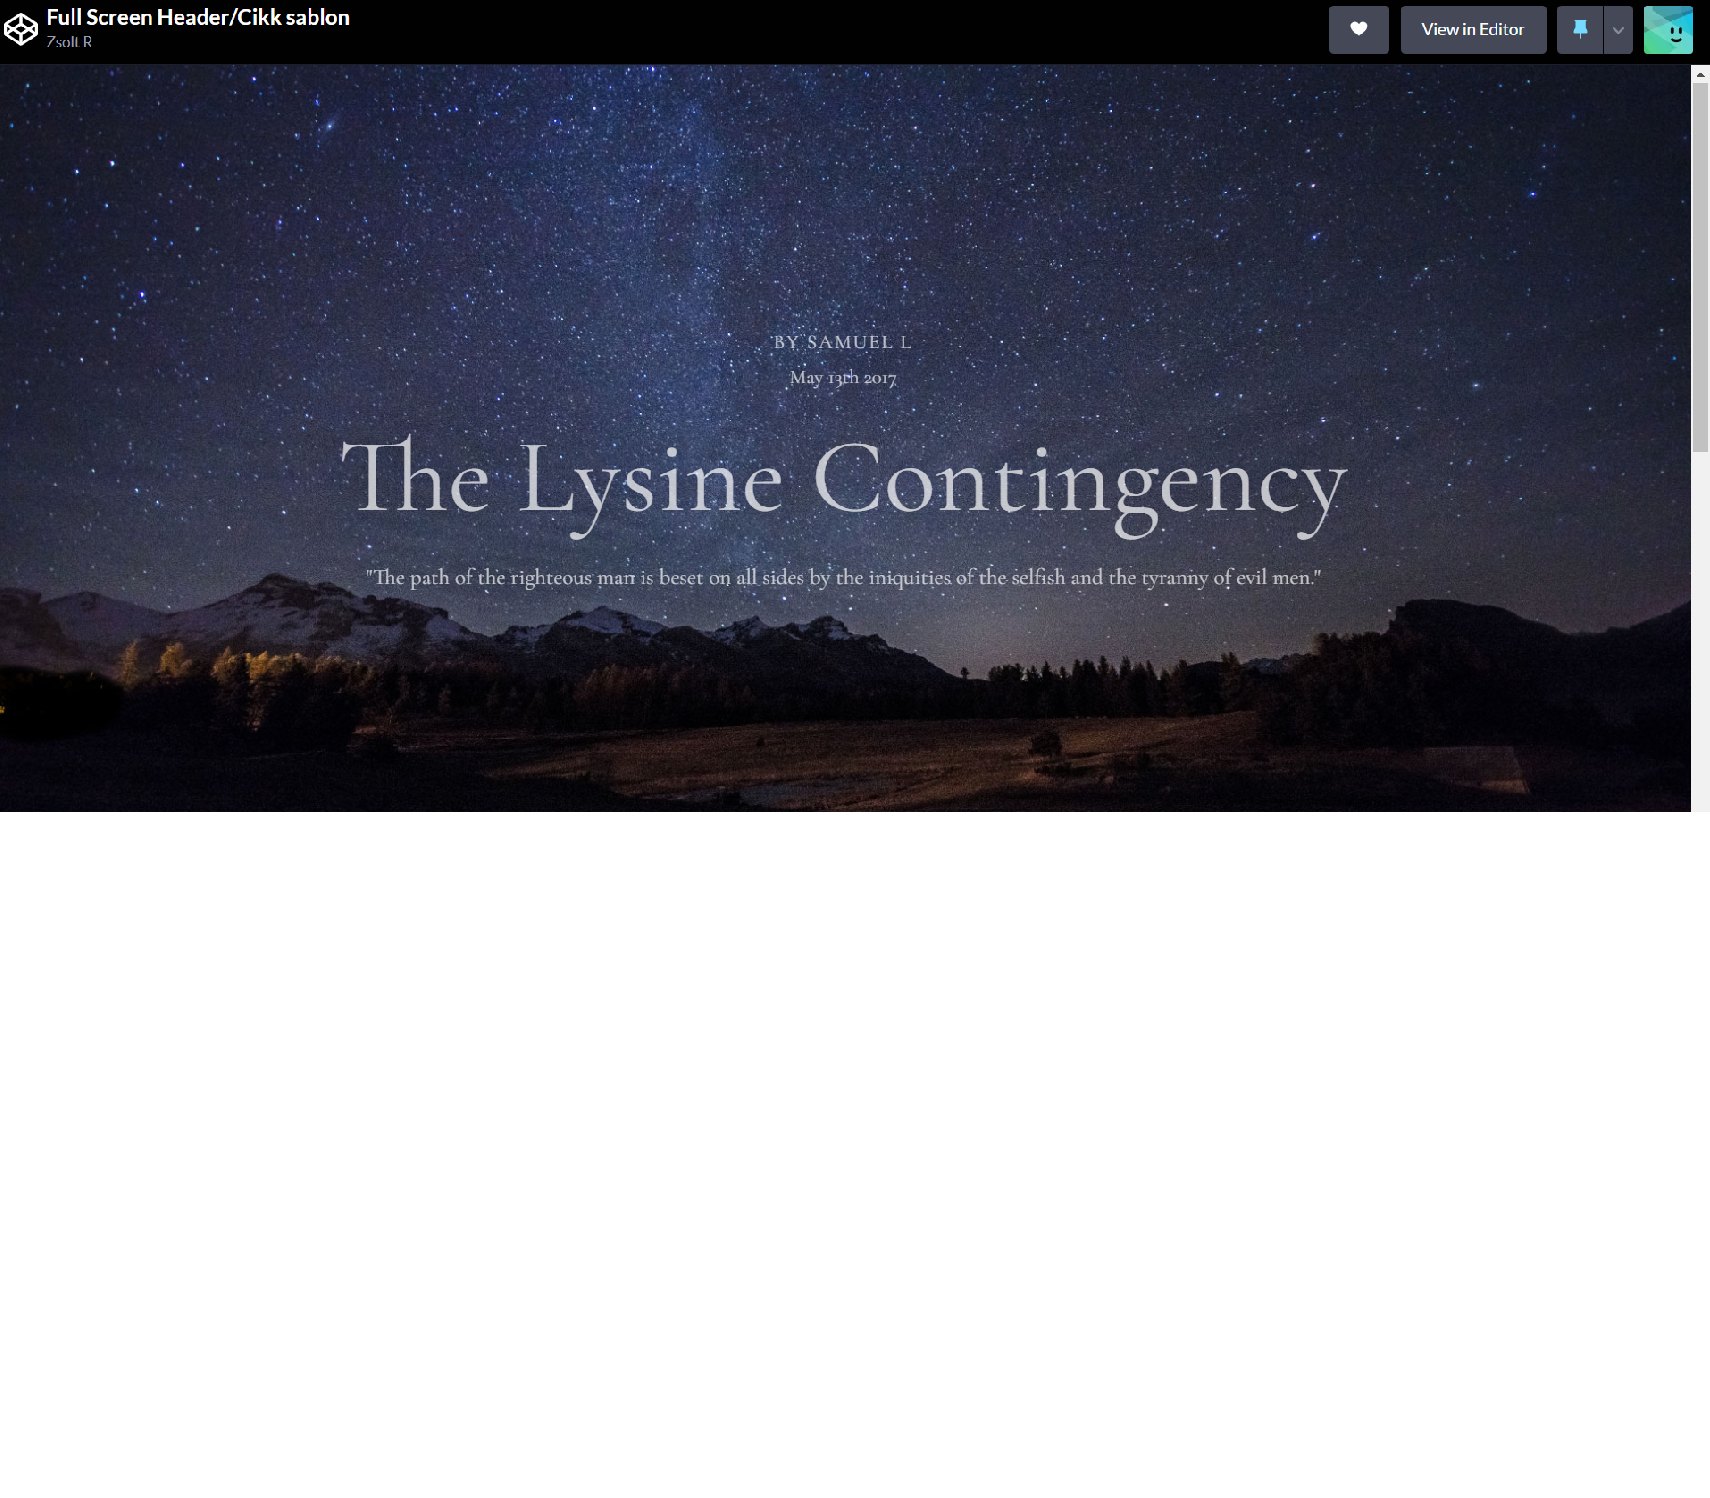 Full Screen Header/Cikk sablon
Zsolt R
View in Editor
BY SAMUEL L
May 13th 2017
The Lysine Contingency
"The path of the righteous man is beset on all sides by the iniquities of the selfish and the tyranny of evil men."